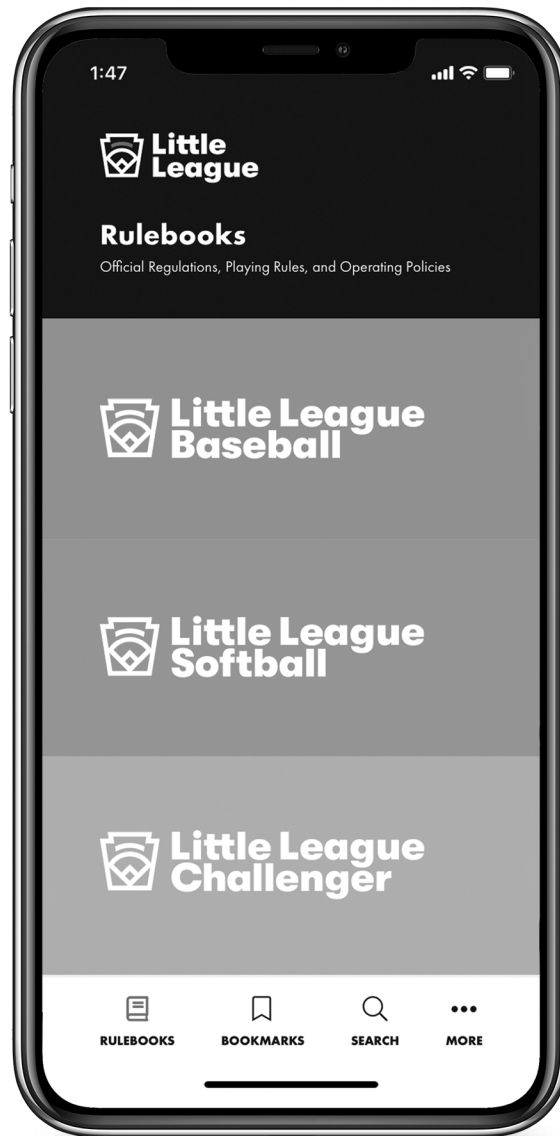 1:47
Little
League
Rulebooks
Official Regulations, Playing Rules, and Operating Policies
Little League
Baseball
Little League
Softball
Little League
Challenger
RULEBOOKS BOOKMARKS SEARCH MORE